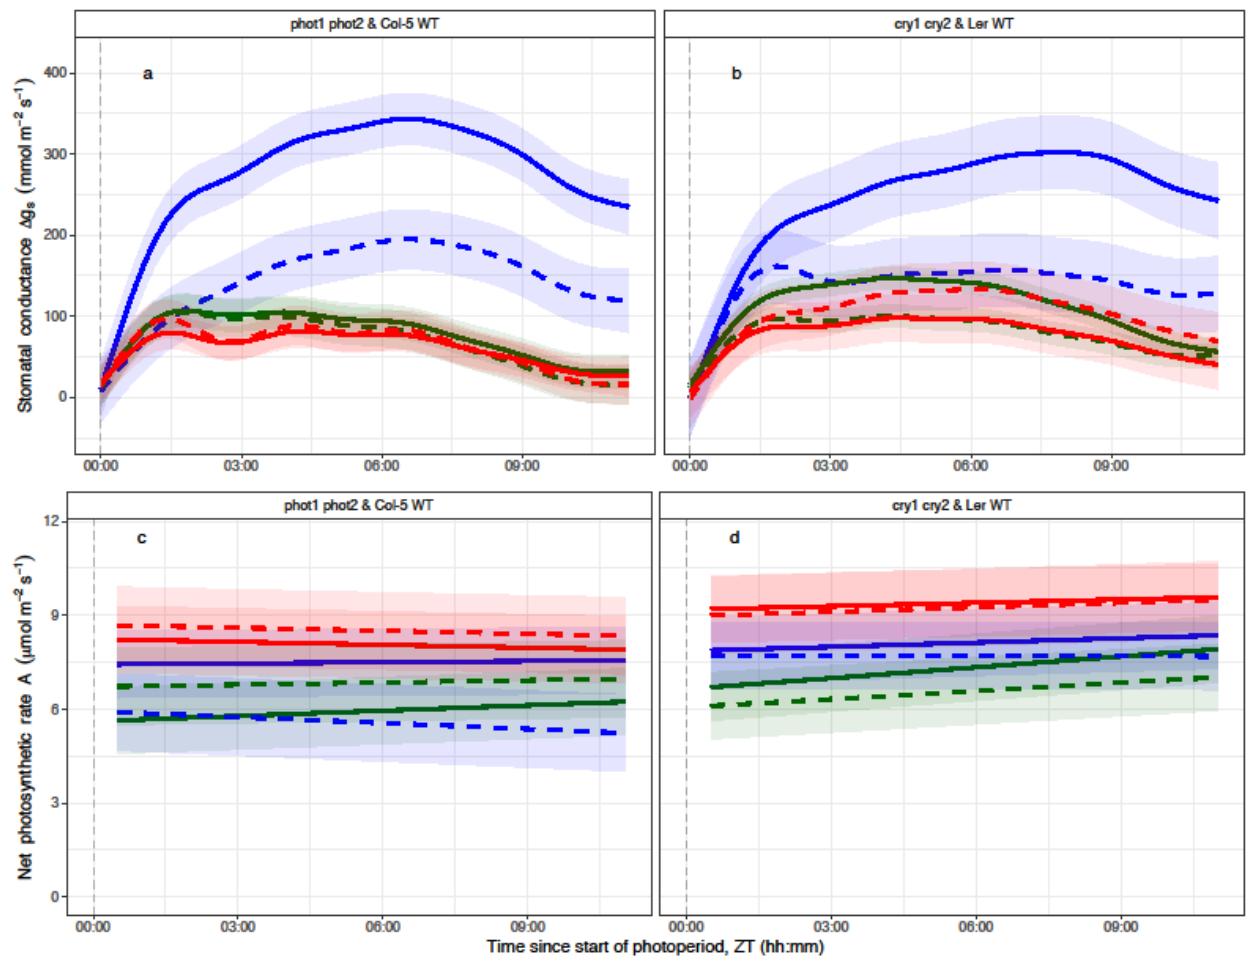 phot1 phot2 & Col-5 WT
cry1 cry2 & Ler WT
a
b
Stomatal conductance Δgs (mmol m⁻² s⁻¹)
400
300
200
100
0
00:00
03:00
06:00
09:00
00:00
03:00
06:00
09:00
phot1 phot2 & Col-5 WT
cry1 cry2 & Ler WT
c
d
Net photosynthetic rate A (μmol m⁻² s⁻¹)
12
9
6
3
0
00:00
03:00
06:00
09:00
00:00
03:00
06:00
09:00
Time since start of photoperiod, ZT (hh:mm)